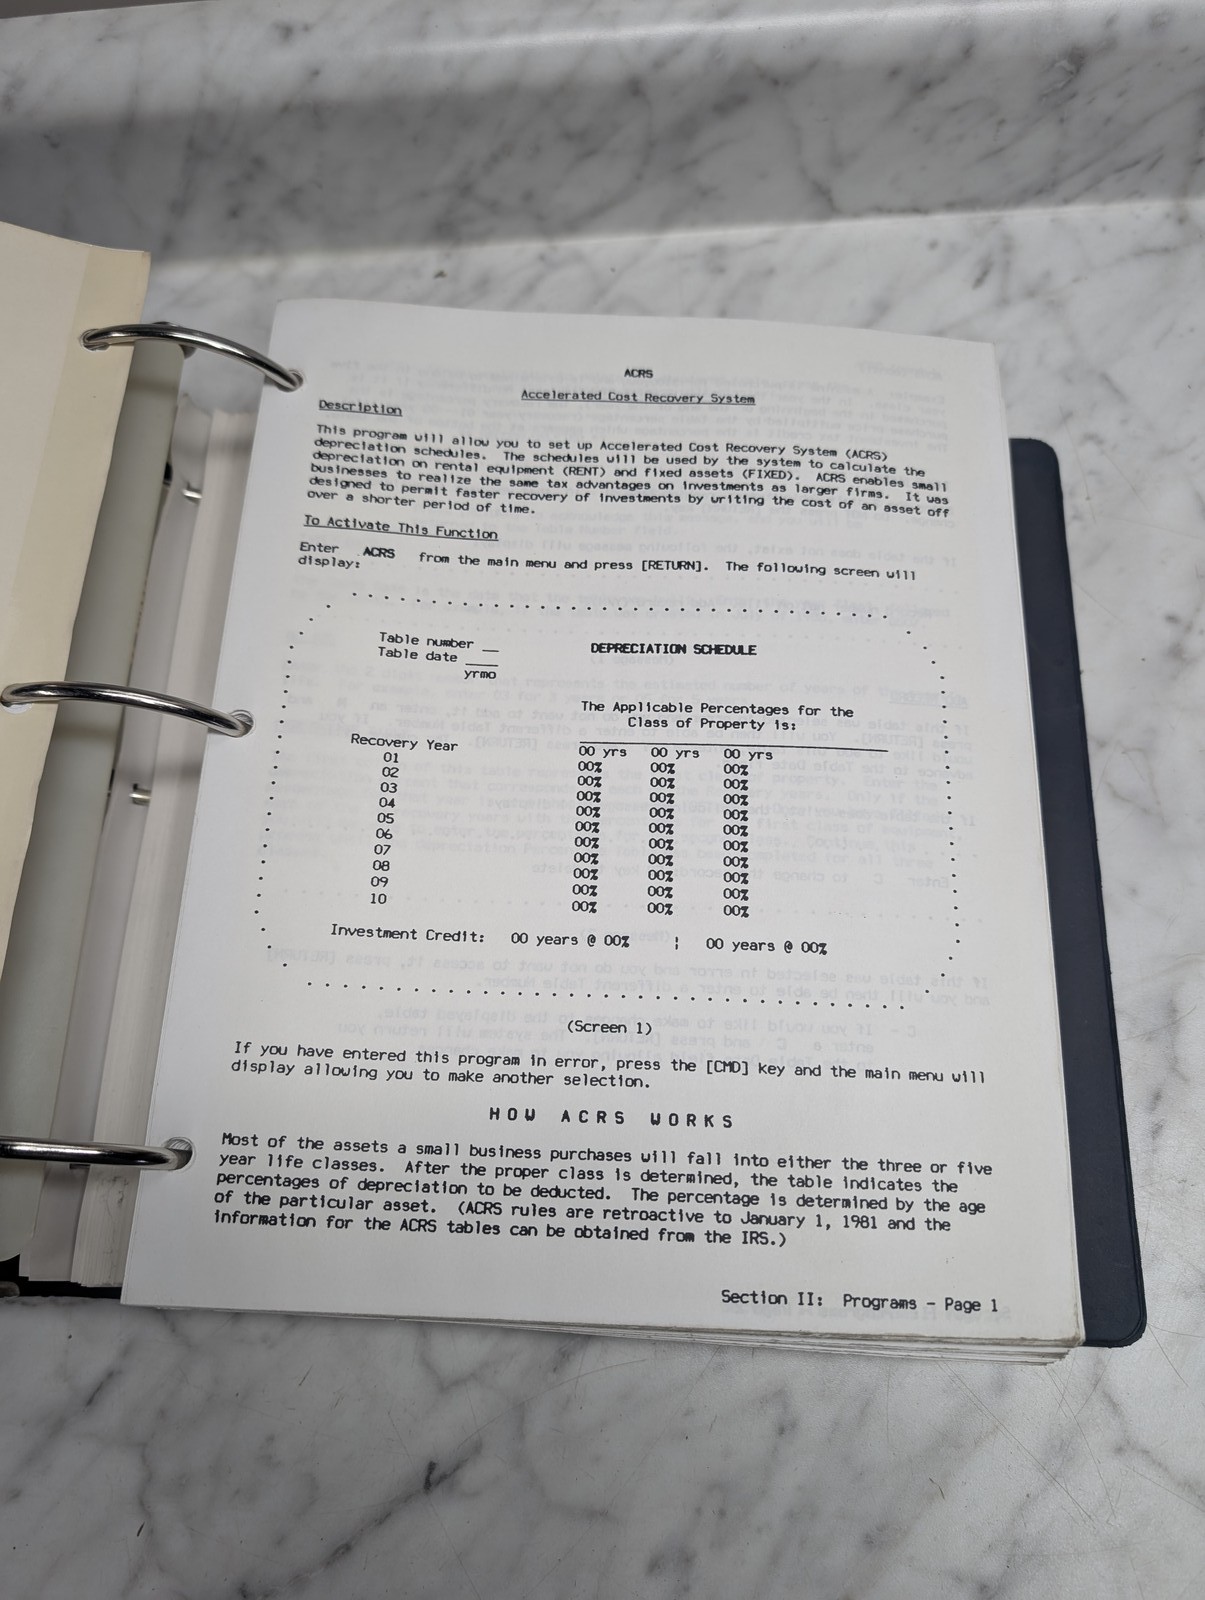 ACRS
Accelerated Cost Recovery System
Description
This program will allow you to set up Accelerated Cost Recovery System (ACRS)
depreciation schedules. The schedules will be used by the system to calculate the
depreciation on rental equipment (RENT) and fixed assets (FIXED). ACRS enables small
businesses to realize the same tax advantages on investments as larger firms. It was
designed to permit faster recovery of investments by writing the cost of an asset off
over a shorter period of time.
To Activate This Function
Enter ACRS from the main menu and press [RETURN]. The following screen will
display:
Table number __ DEPRECIATION SCHEDULE
Table date ____
yrmo
The Applicable Percentages for the
Class of Property is:
Recovery Year 00 yrs 00 yrs 00 yrs
01 00% 00% 00%
02 00% 00% 00%
03 00% 00% 00%
04 00% 00% 00%
05 00% 00% 00%
06 00% 00% 00%
07 00% 00% 00%
08 00% 00% 00%
09 00% 00% 00%
10 00% 00% 00%
Investment Credit: 00 years @ 00% ¦ 00 years @ 00%
(Screen 1)
If you have entered this program in error, press the [CMD] key and the main menu will
display allowing you to make another selection.
HOW ACRS WORKS
Most of the assets a small business purchases will fall into either the three or five
year life classes. After the proper class is determined, the table indicates the
percentages of depreciation to be deducted. The percentage is determined by the age
of the particular asset. (ACRS rules are retroactive to January 1, 1981 and the
information for the ACRS tables can be obtained from the IRS.)
Section II: Programs - Page 1